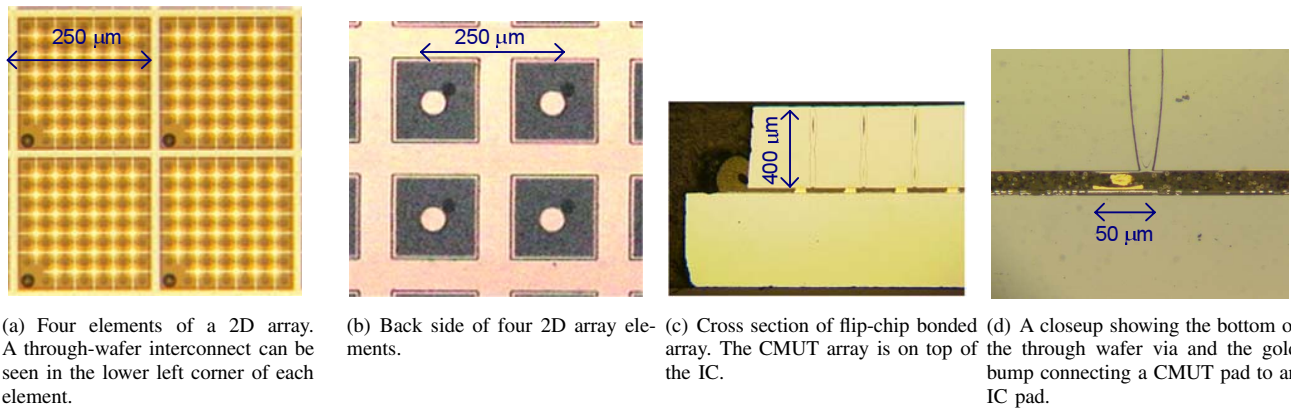 250 μm
250 μm
400 μm
50 μm
(a) Four elements of a 2D array.
A through-wafer interconnect can be
seen in the lower left corner of each
element.
(b) Back side of four 2D array ele-
ments.
(c) Cross section of flip-chip bonded
array. The CMUT array is on top of
the IC.
(d) A closeup showing the bottom o
the through wafer via and the gol
bump connecting a CMUT pad to a
IC pad.